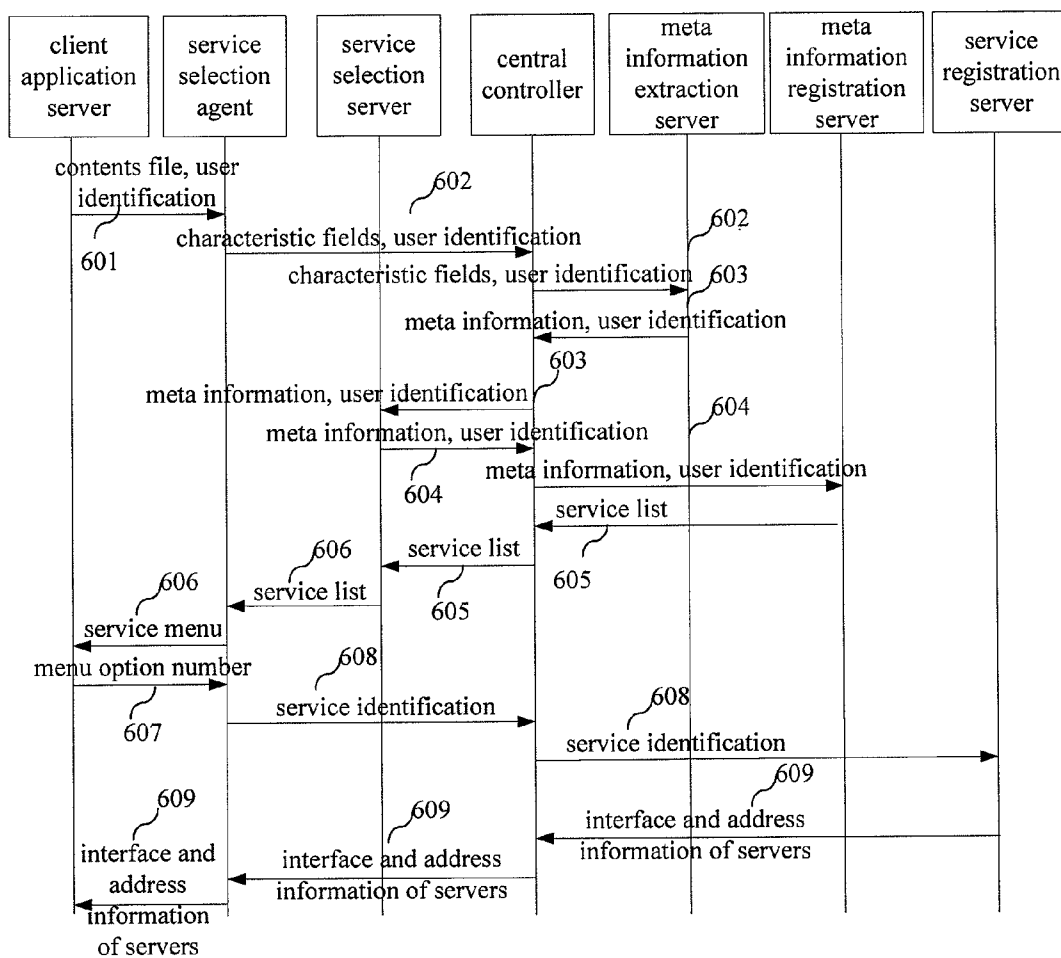 client
application
server
service
selection
agent
service
selection
server
central
controller
meta
information
extraction
server
meta
information
registration
server
service
registration
server
contents file, user
identification
601
602
characteristic fields, user identification
602
characteristic fields, user identification
603
meta information, user identification
603
meta information, user identification
604
meta information, user identification
604
meta information, user identification
service list
605
service list
605
606
service list
606
service menu
menu option number
607
608
service identification
608
service identification
609
interface and address
information of servers
609
interface and address
information of servers
609
interface and
address
information
of servers